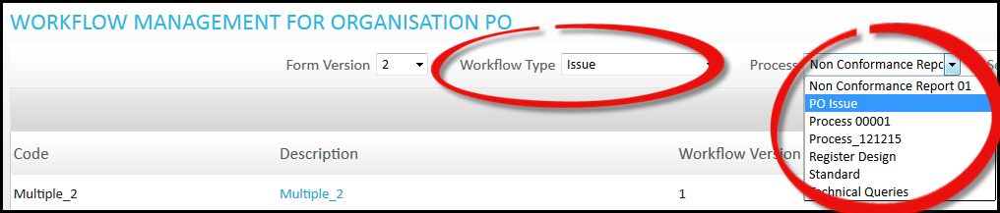 WORKFLOW MANAGEMENT FOR ORGANISATION PO
Form Version 2 Workflow Type Issue Process Non Conformance Repo
Non Conformance Report 01
PO Issue
Process 00001
Process_121215
Code Description Workflow Version
Register Design
Standard
Multiple_2 Multiple_2 1
Technical Queries